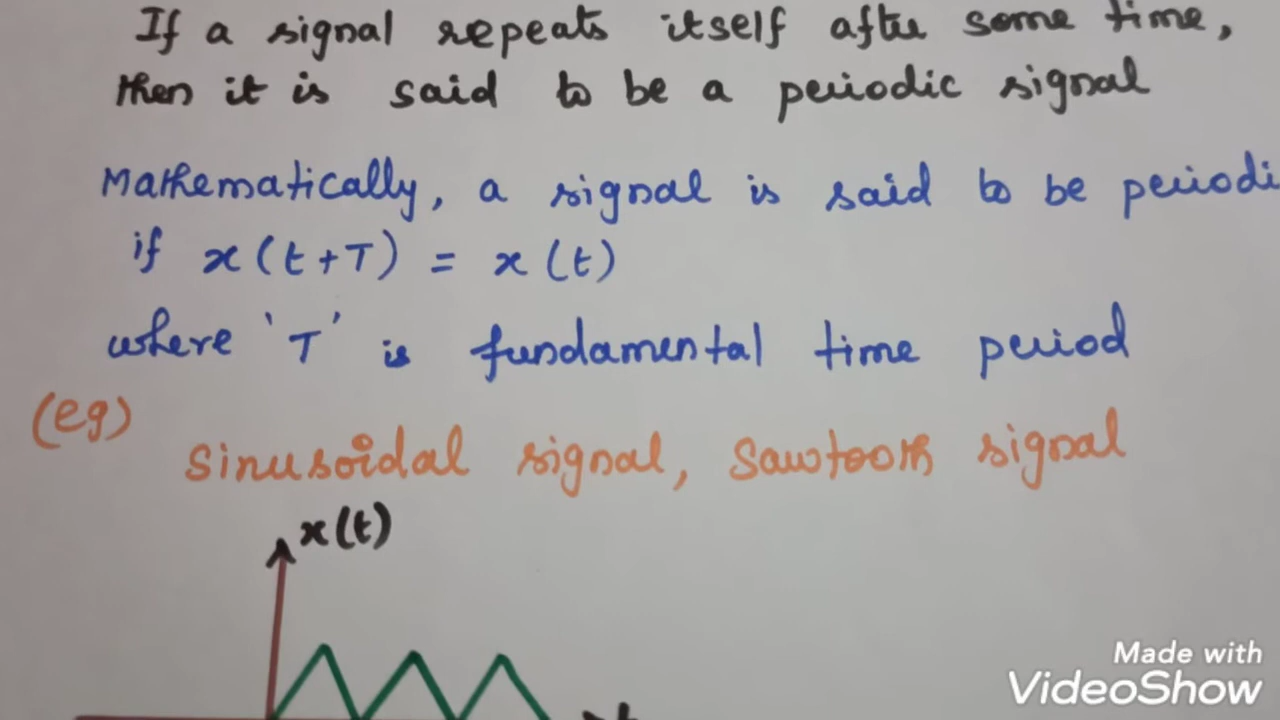 If a signal repeats itself after some time,
then it is said to be a periodic signal
Mathematically, a signal is said to be periodi
if x(t+T) = x(t)
where 'T' is fundamental time period
(eg)
Sinusoidal signal, Sawtooth signal
x(t)
t
Made with
VideoShow